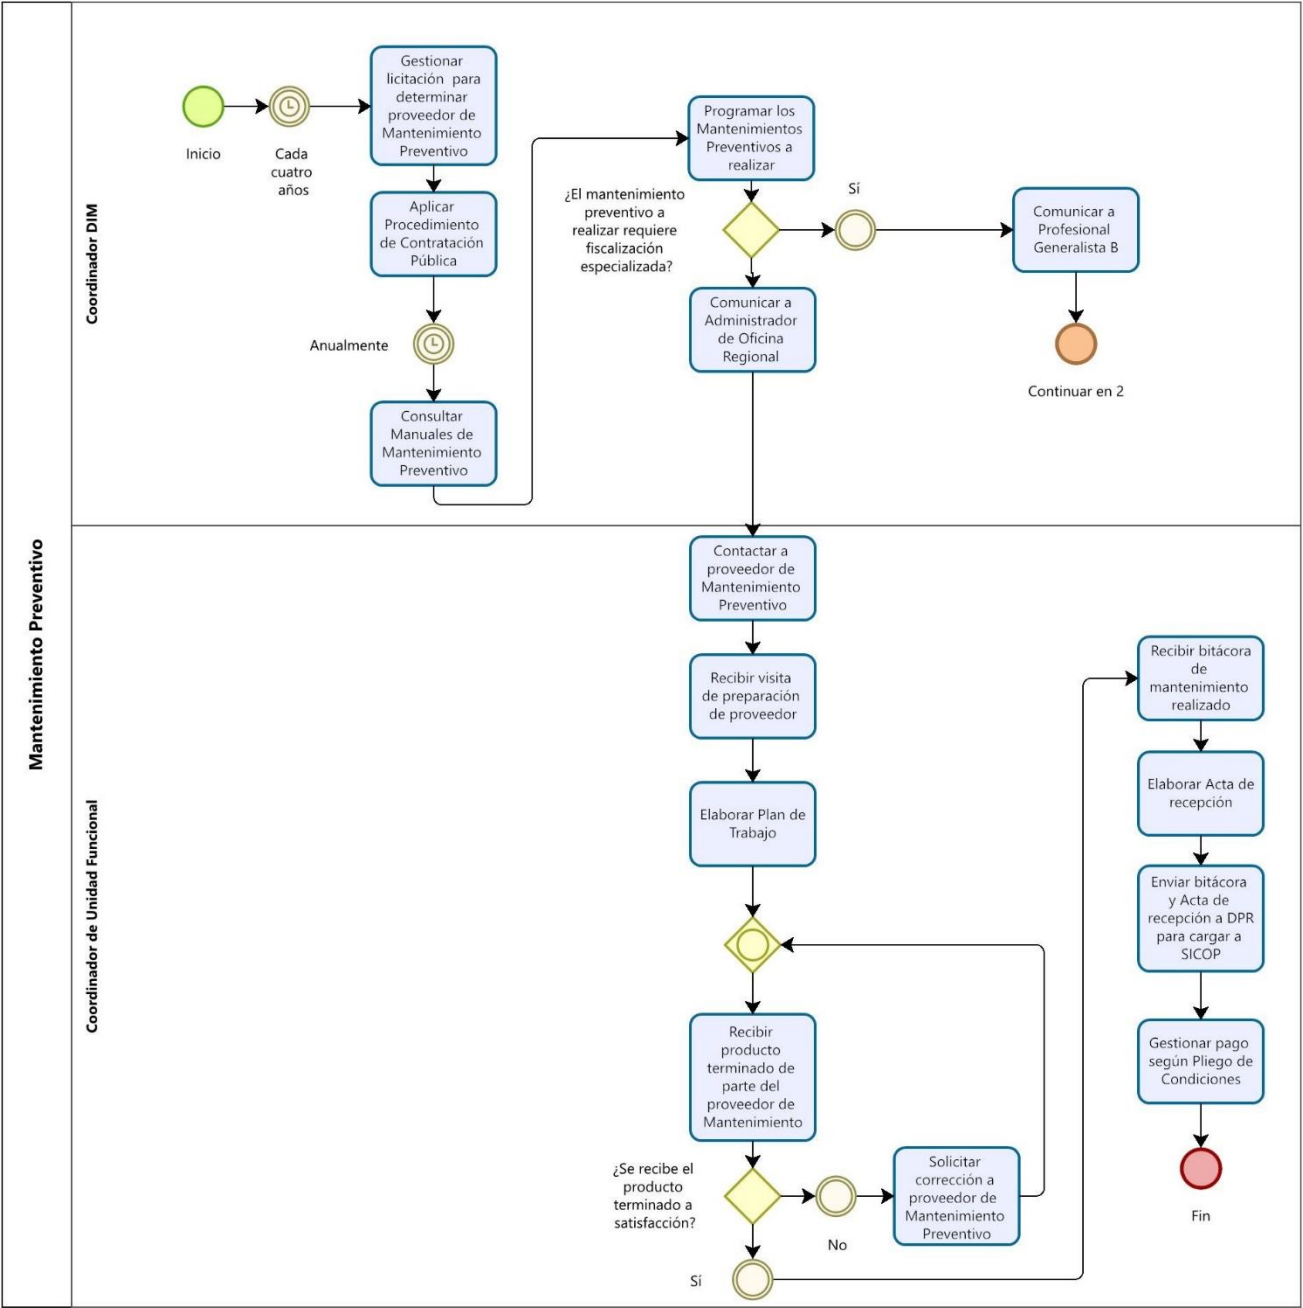 Mantenimiento Preventivo
Coordinador DIM
Inicio
Cada
cuatro
años
Gestionar
licitación para
determinar
proveedor de
Mantenimiento
Preventivo
Aplicar
Procedimiento
de Contratación
Pública
Anualmente
Consultar
Manuales de
Mantenimiento
Preventivo
Programar los
Mantenimientos
Preventivos a
realizar
¿El mantenimiento
preventivo a
realizar requiere
fiscalización
especializada?
Sí
Comunicar a
Profesional
Generalista B
Continuar en 2
Comunicar a
Administrador
de Oficina
Regional
Coordinador de Unidad Funcional
Contactar a
proveedor de
Mantenimiento
Preventivo
Recibir visita
de preparación
de proveedor
Elaborar Plan de
Trabajo
Recibir
producto
terminado de
parte del
proveedor de
Mantenimiento
¿Se recibe el
producto
terminado a
satisfacción?
No
Solicitar
corrección a
proveedor de
Mantenimiento
Preventivo
Sí
Recibir bitácora
de
mantenimiento
realizado
Elaborar Acta de
recepción
Enviar bitácora
y Acta de
recepción a DPR
para cargar a
SICOP
Gestionar pago
según Pliego de
Condiciones
Fin